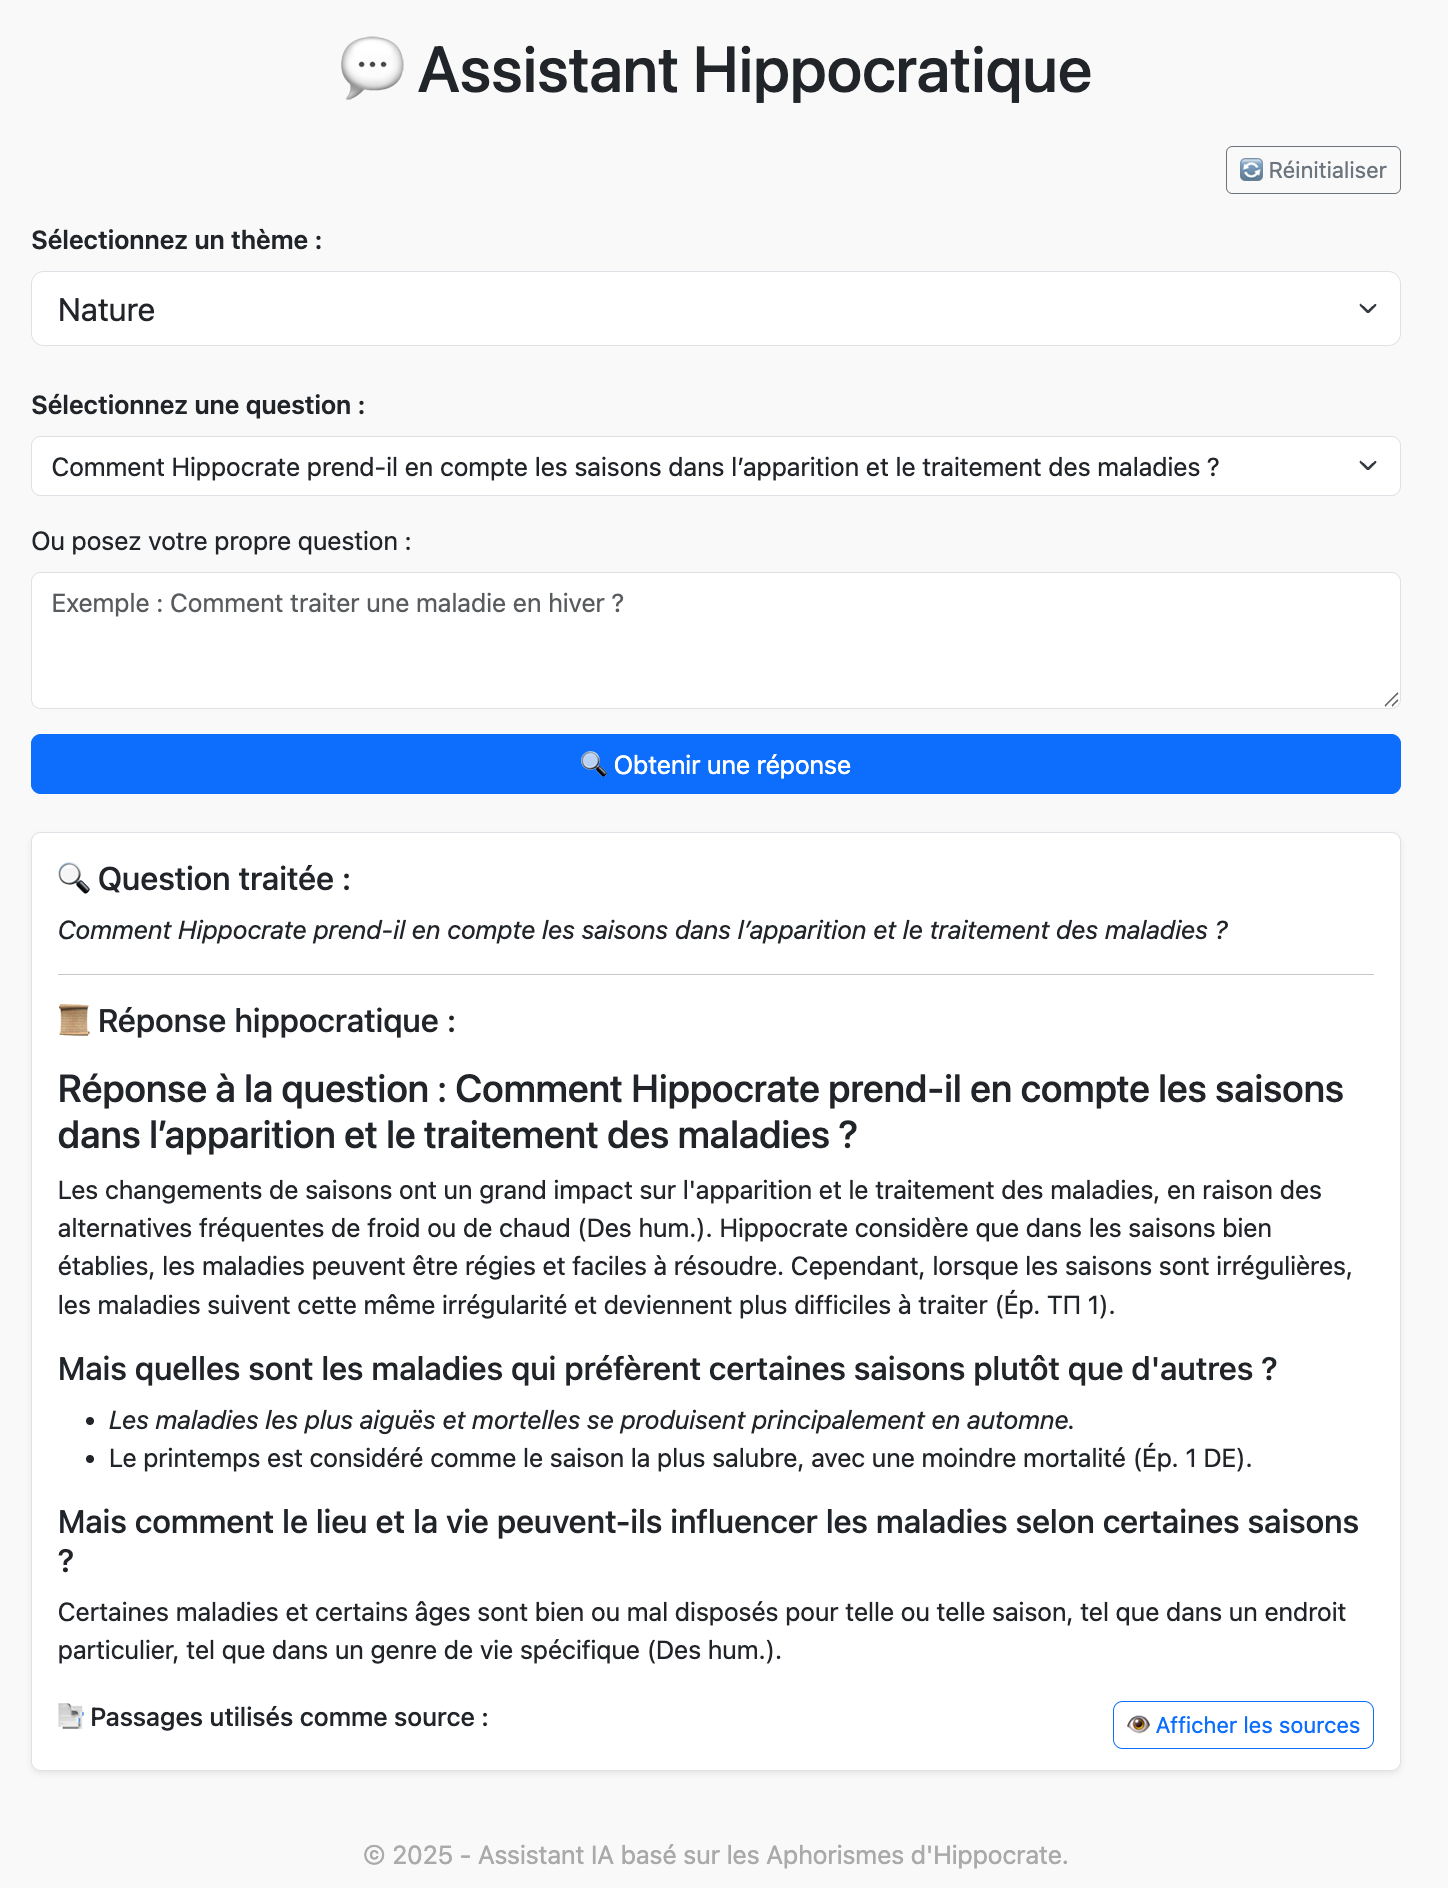 💬 Assistant Hippocratique
🔄 Réinitialiser
Sélectionnez un thème :
Nature
Sélectionnez une question :
Comment Hippocrate prend-il en compte les saisons dans l’apparition et le traitement des maladies ?
Ou posez votre propre question :
Exemple : Comment traiter une maladie en hiver ?
🔍 Obtenir une réponse
🔍 Question traitée :
Comment Hippocrate prend-il en compte les saisons dans l’apparition et le traitement des maladies ?
📜 Réponse hippocratique :
Réponse à la question : Comment Hippocrate prend-il en compte les saisons
dans l’apparition et le traitement des maladies ?
Les changements de saisons ont un grand impact sur l'apparition et le traitement des maladies, en raison des
alternatives fréquentes de froid ou de chaud (Des hum.). Hippocrate considère que dans les saisons bien
établies, les maladies peuvent être régies et faciles à résoudre. Cependant, lorsque les saisons sont irrégulières,
les maladies suivent cette même irrégularité et deviennent plus difficiles à traiter (Ép. ΤΠ 1).
Mais quelles sont les maladies qui préfèrent certaines saisons plutôt que d'autres ?
• Les maladies les plus aiguës et mortelles se produisent principalement en automne.
• Le printemps est considéré comme le saison la plus salubre, avec une moindre mortalité (Ép. 1 DE).
Mais comment le lieu et la vie peuvent-ils influencer les maladies selon certaines saisons
?
Certaines maladies et certains âges sont bien ou mal disposés pour telle ou telle saison, tel que dans un endroit
particulier, tel que dans un genre de vie spécifique (Des hum.).
📑 Passages utilisés comme source :
👁️ Afficher les sources
© 2025 - Assistant IA basé sur les Aphorismes d'Hippocrate.